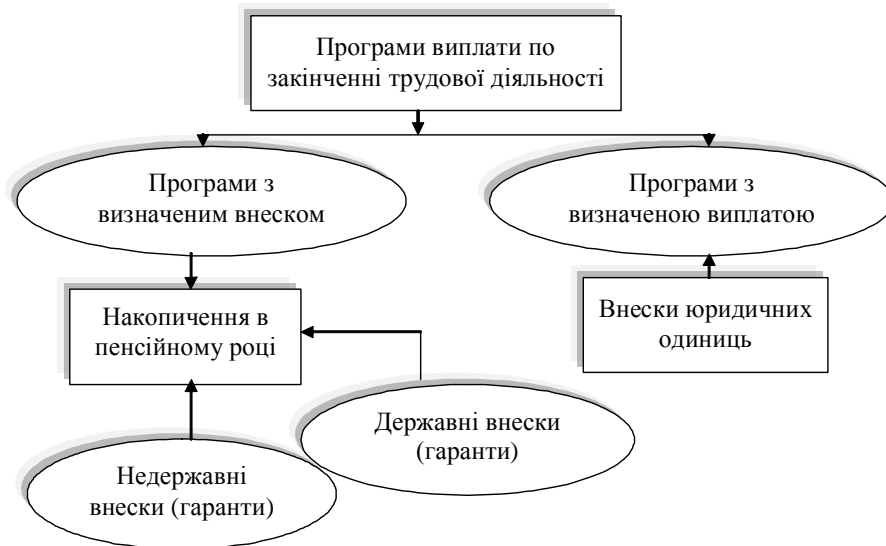 Програми виплати по
закінченні трудової діяльності
Програми з
визначеним внеском
Програми з
визначеною виплатою
Накопичення в
пенсійному році
Внески юридичних
одиниць
Державні внески
(гаранти)
Недержавні
внески (гаранти)